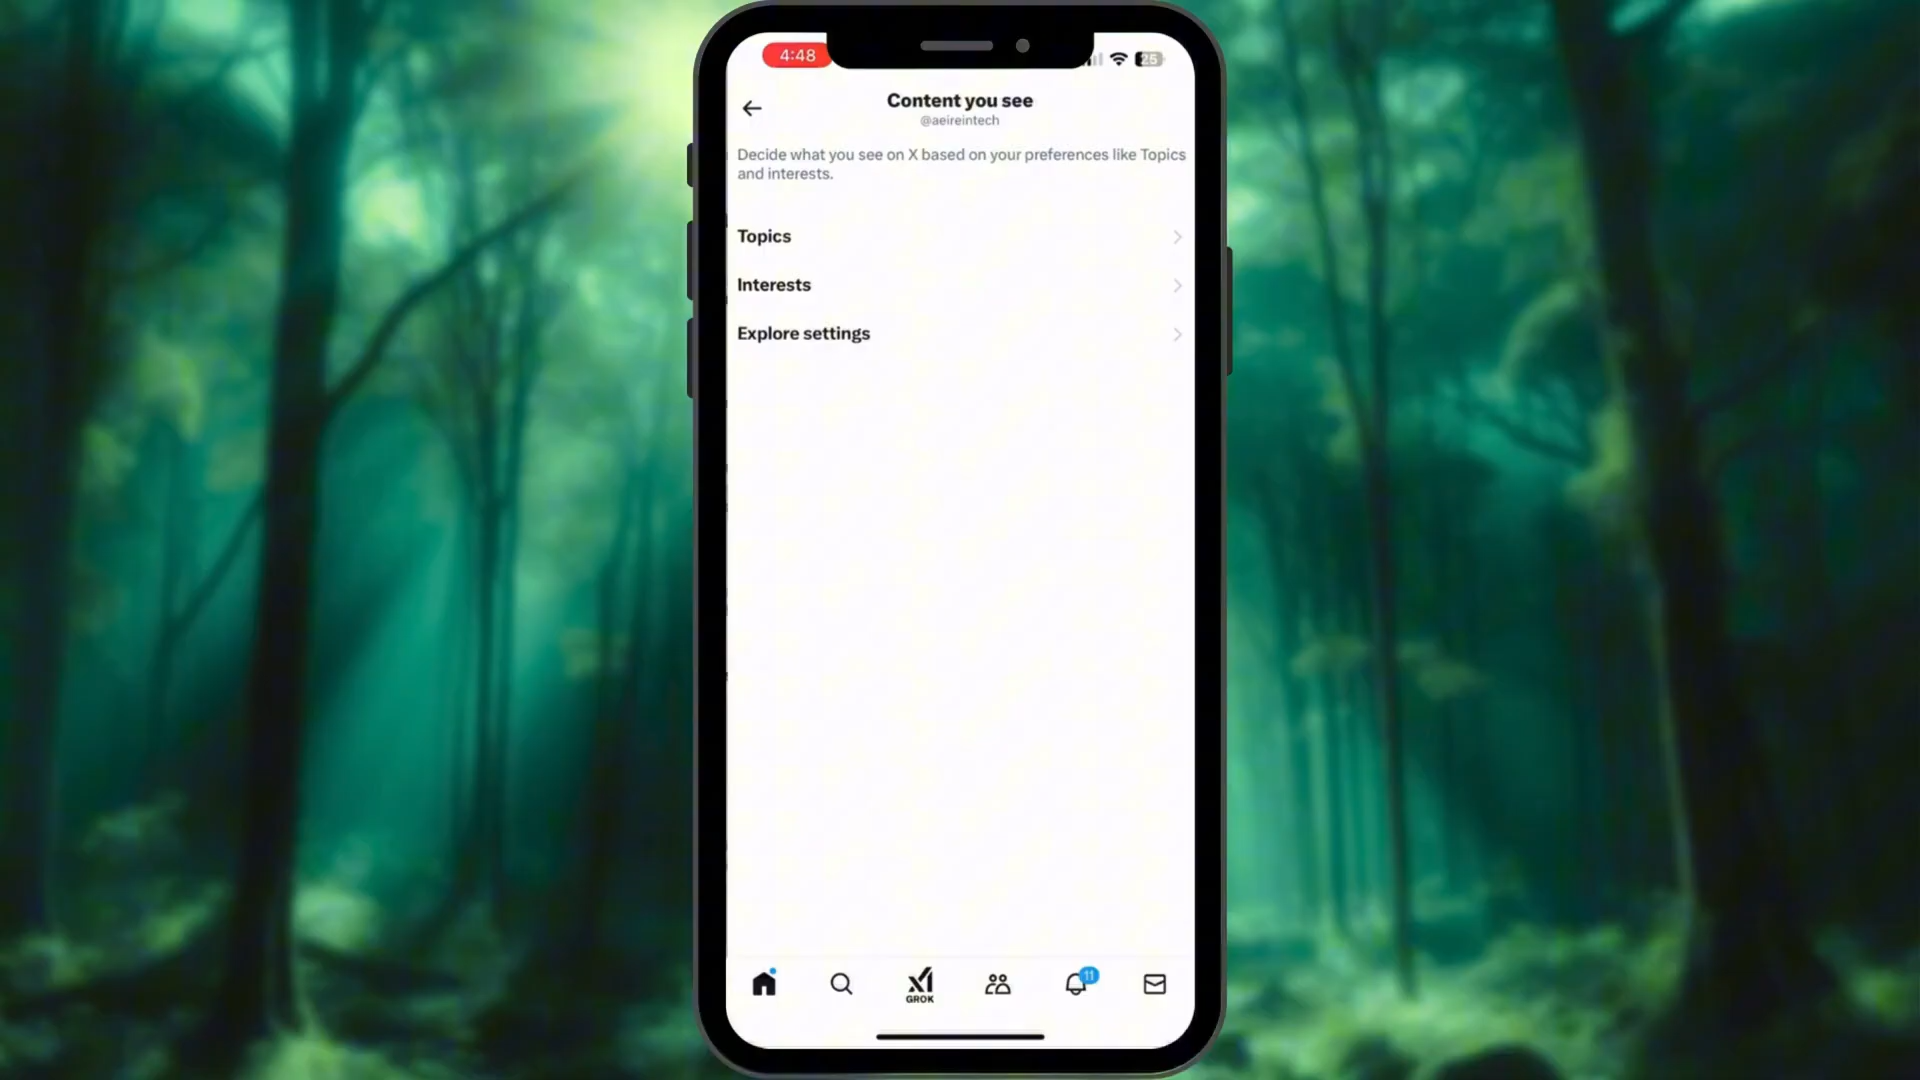 4:48
25
Content you see
@aeireintech
Decide what you see on X based on your preferences like Topics
and interests.
Topics
Interests
Explore settings
GROK
11